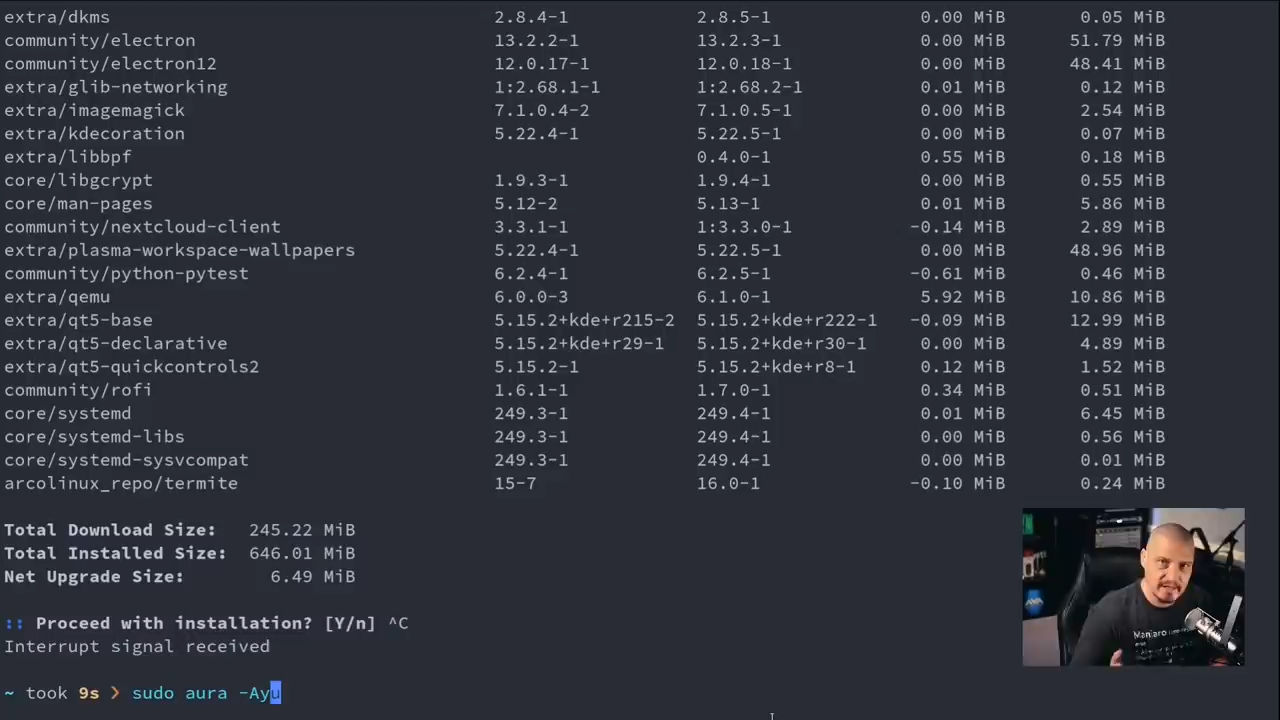 extra/dkms 2.8.4-1 2.8.5-1 0.00 MiB 0.05 MiB
community/electron 13.2.2-1 13.2.3-1 0.00 MiB 51.79 MiB
community/electron12 12.0.17-1 12.0.18-1 0.00 MiB 48.41 MiB
extra/glib-networking 1:2.68.1-1 1:2.68.2-1 0.01 MiB 0.12 MiB
extra/imagemagick 7.1.0.4-2 7.1.0.5-1 0.00 MiB 2.54 MiB
extra/kdecoration 5.22.4-1 5.22.5-1 0.00 MiB 0.07 MiB
extra/libbpf 0.4.0-1 0.55 MiB 0.18 MiB
core/libgcrypt 1.9.3-1 1.9.4-1 0.00 MiB 0.55 MiB
core/man-pages 5.12-2 5.13-1 0.01 MiB 5.86 MiB
community/nextcloud-client 3.3.1-1 1:3.3.0-1 -0.14 MiB 2.89 MiB
extra/plasma-workspace-wallpapers 5.22.4-1 5.22.5-1 0.00 MiB 48.96 MiB
community/python-pytest 6.2.4-1 6.2.5-1 -0.61 MiB 0.46 MiB
extra/qemu 6.0.0-3 6.1.0-1 5.92 MiB 10.86 MiB
extra/qt5-base 5.15.2+kde+r215-2 5.15.2+kde+r222-1 -0.09 MiB 12.99 MiB
extra/qt5-declarative 5.15.2+kde+r29-1 5.15.2+kde+r30-1 0.00 MiB 4.89 MiB
extra/qt5-quickcontrols2 5.15.2-1 5.15.2+kde+r8-1 0.12 MiB 1.52 MiB
community/rofi 1.6.1-1 1.7.0-1 0.34 MiB 0.51 MiB
core/systemd 249.3-1 249.4-1 0.01 MiB 6.45 MiB
core/systemd-libs 249.3-1 249.4-1 0.00 MiB 0.56 MiB
core/systemd-sysvcompat 249.3-1 249.4-1 0.00 MiB 0.01 MiB
arcolinux_repo/termite 15-7 16.0-1 -0.10 MiB 0.24 MiB
Total Download Size: 245.22 MiB
Total Installed Size: 646.01 MiB
Net Upgrade Size: 6.49 MiB
:: Proceed with installation? [Y/n] ^C
Interrupt signal received
~ took 9s ❯ sudo aura -Ayu
Manjaro